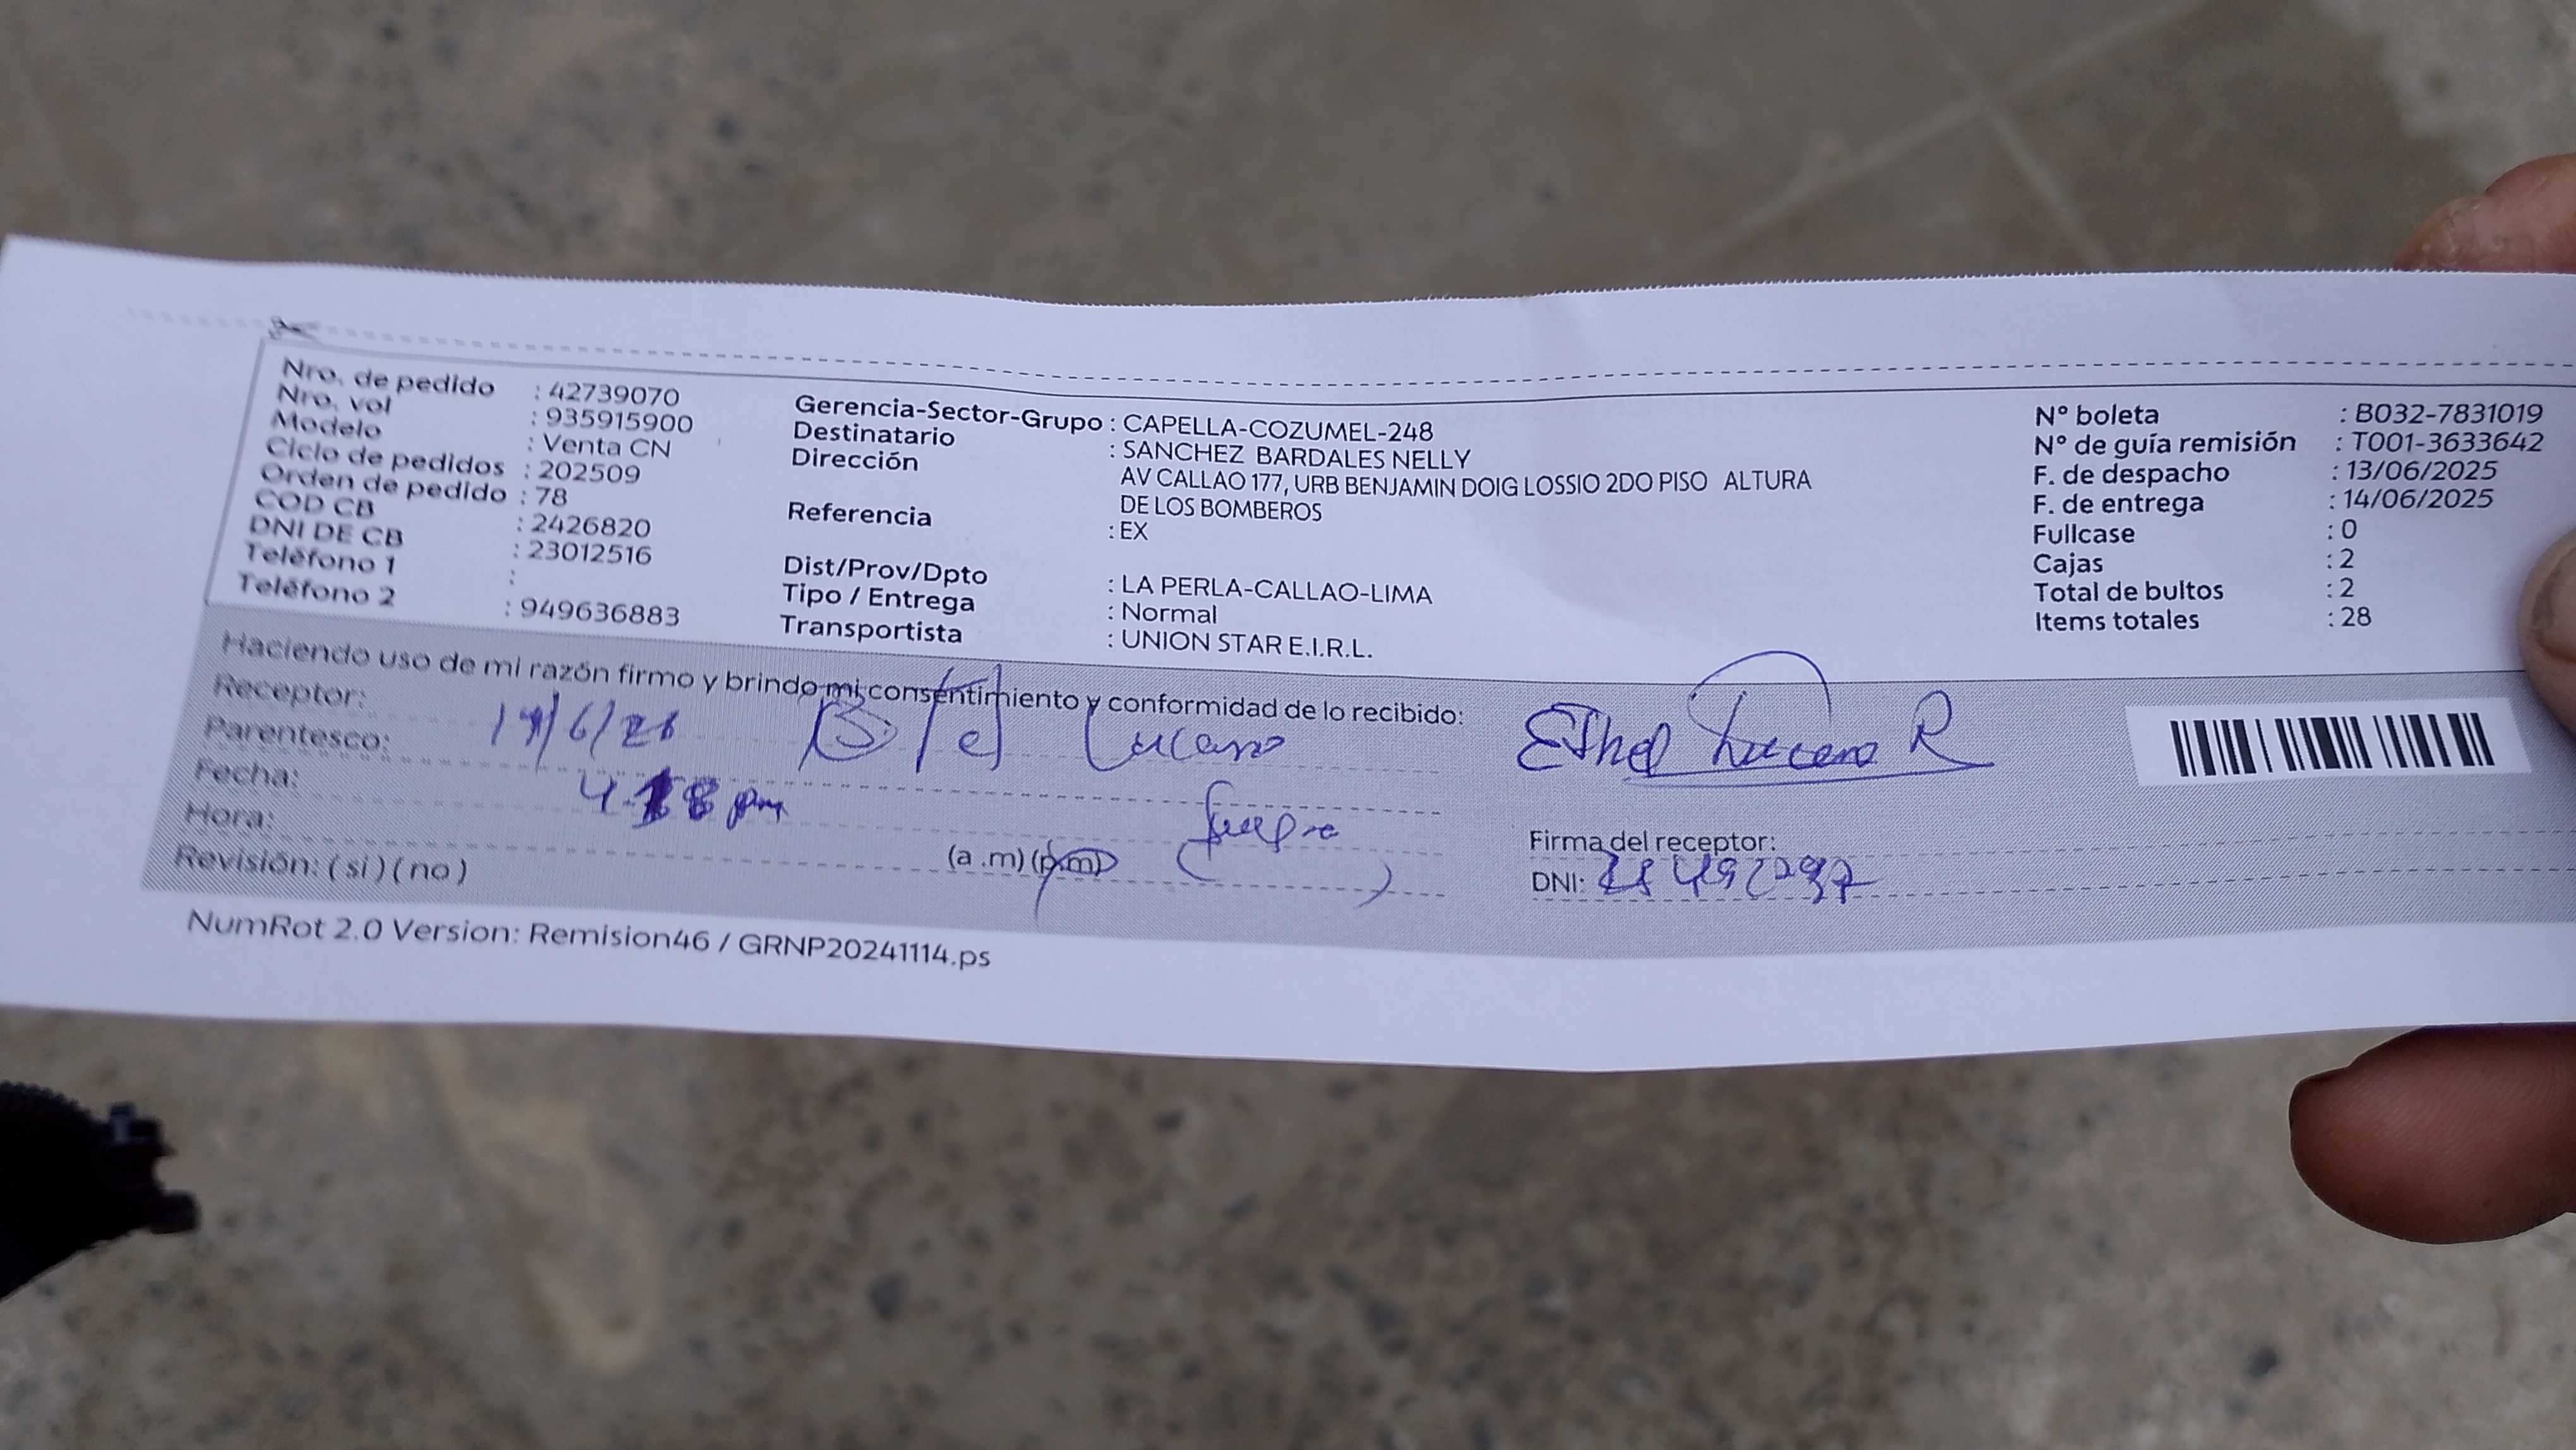 Nro. de pedido : 42739070
Nro. vol : 935915900
Modelo : Venta CN
Ciclo de pedidos : 202509
Orden de pedido : 78
COD CB : 2426820
DNI DE CB : 23012516
Teléfono 1 :
Teléfono 2 : 949636883
Gerencia-Sector-Grupo : CAPELLA-COZUMEL-248
Destinatario : SANCHEZ BARDALES NELLY
Dirección AV CALLAO 177, URB BENJAMIN DOIG LOSSIO 2DO PISO ALTURA
DE LOS BOMBEROS
Referencia : EX
Dist/Prov/Dpto : LA PERLA-CALLAO-LIMA
Tipo / Entrega : Normal
Transportista : UNION STAR E.I.R.L.
N° boleta : B032-7831019
N° de guía remisión : T001-3633642
F. de despacho : 13/06/2025
F. de entrega : 14/06/2025
Fullcase : 0
Cajas : 2
Total de bultos : 2
Items totales : 28
Haciendo uso de mi razón firmo y brindo mi consentimiento y conformidad de lo recibido:
Receptor:
Parentesco:
Fecha:
Hora: (a .m) (p.m)
Revisión: ( si ) ( no )
Ethel
Firma del receptor:
DNI:
NumRot 2.0 Version: Remision46 / GRNP20241114.ps